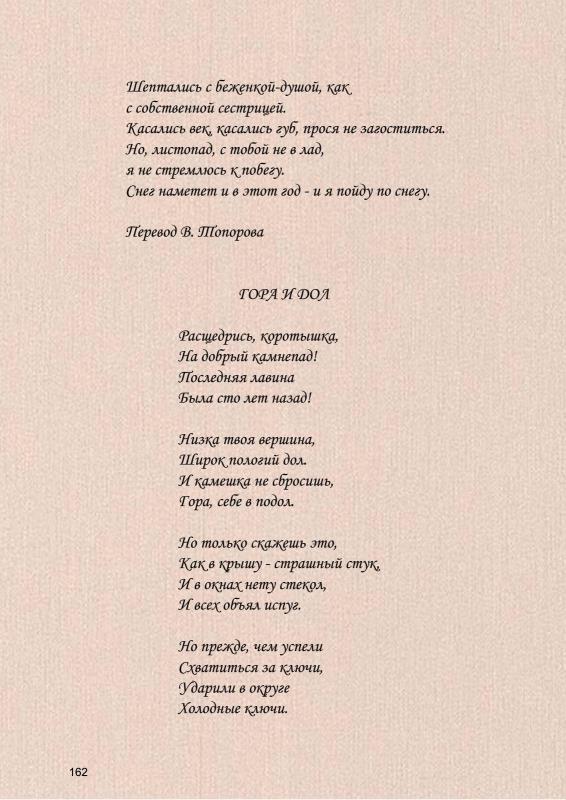 Шептались с беженкой-душой, как
с собственной сестрицей.
Касались век, касались губ, прося не загоститься.
Но, листопад, с тобой не в лад,
я не стремлюсь к побегу.
Снег наметет и в этот год - и я пойду по снегу.
Перевод В. Топорова
ГОРА И ДОЛ
Расщедрись, коротышка,
На добрый камнепад!
Последняя лавина
Была сто лет назад!
Низка твоя вершина,
Широк пологий дол.
И камешка не сбросишь,
Гора, себе в подол.
Но только скажешь это,
Как в крышу - страшный стук,
И в окнах нету стекол,
И всех объял испуг.
Но прежде, чем успели
Схватиться за ключи,
Ударили в округе
Холодные ключи.
162